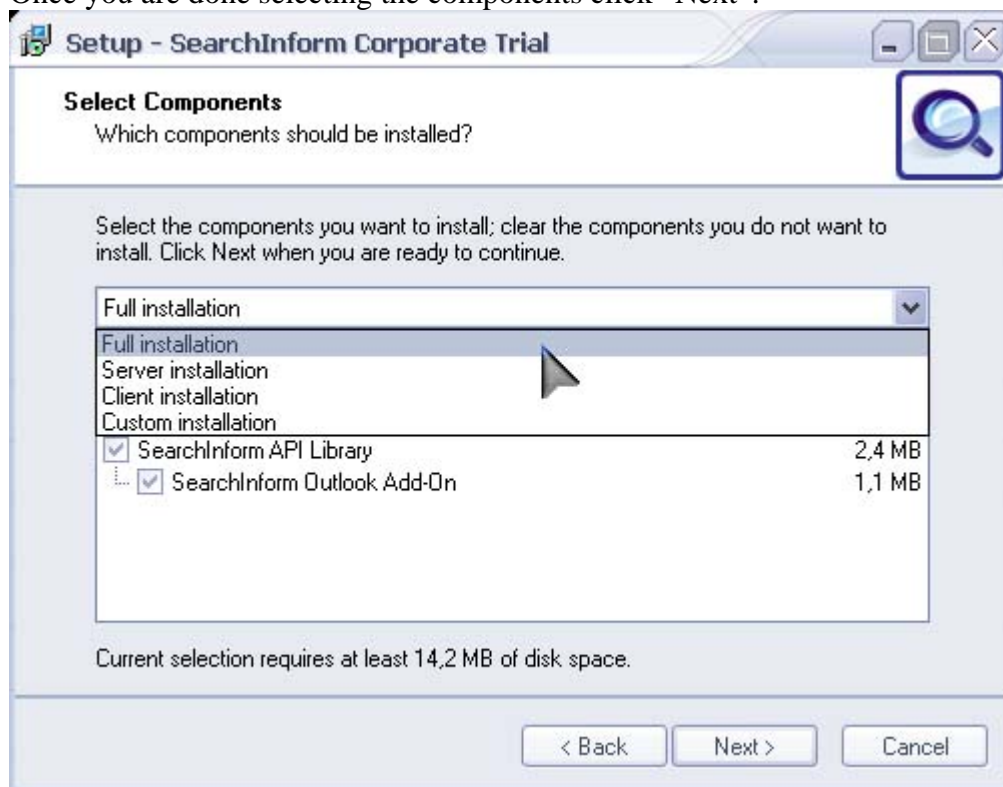 Once you are done selecting the components click "Next".
Setup - SearchInform Corporate Trial
Select Components
Which components should be installed?
Select the components you want to install; clear the components you do not want to
install. Click Next when you are ready to continue.
Full installation
Full installation
Server installation
Client installation
Custom installation
SearchInform API Library 2,4 MB
SearchInform Outlook Add-On 1,1 MB
Current selection requires at least 14,2 MB of disk space.
< Back Next > Cancel